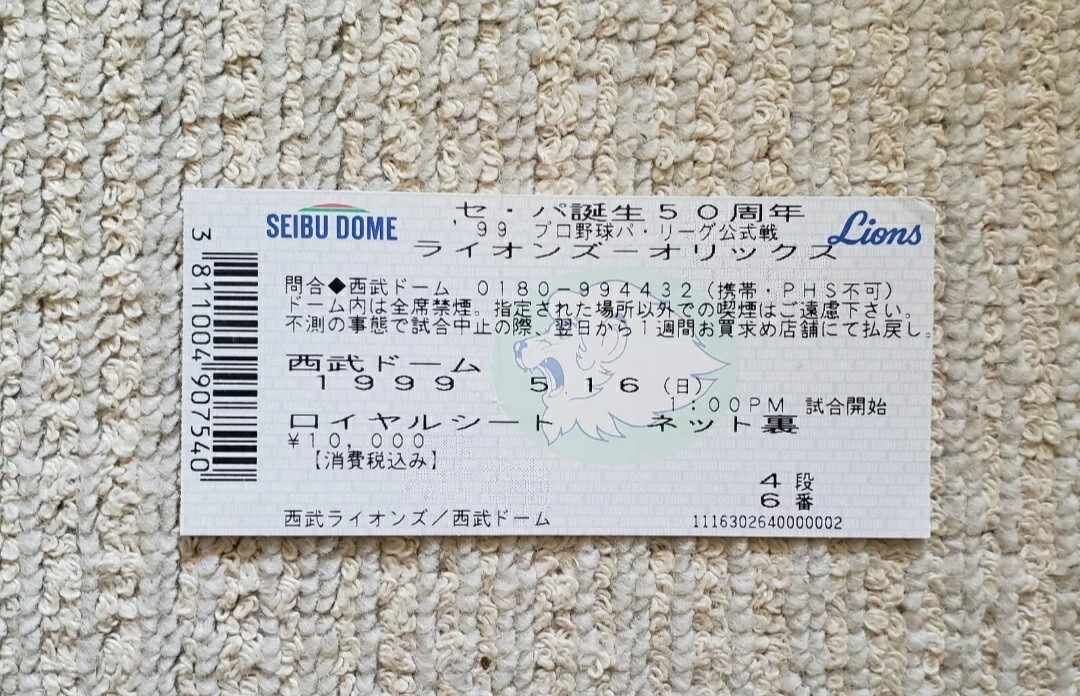 SEIBU DOME
セ・パ誕生50周年
'99 プロ野球パ・リーグ公式戦
Lions
ライオンズーオリックス
問合◆西武ドーム 0180-994432(携帯・PHS不可)
ドーム内は全席禁煙。指定された場所以外での喫煙はご遠慮下さい。
不測の事態で試合中止の際、翌日から1週間お買求め店舗にて払戻し。
西武ドーム
1999 5 16(日)
1:00PM 試合開始
ロイヤルシート ネット裏
¥10,000
【消費税込み】
4段
6番
西武ライオンズ/西武ドーム
1116302640000002
3 811004 907540